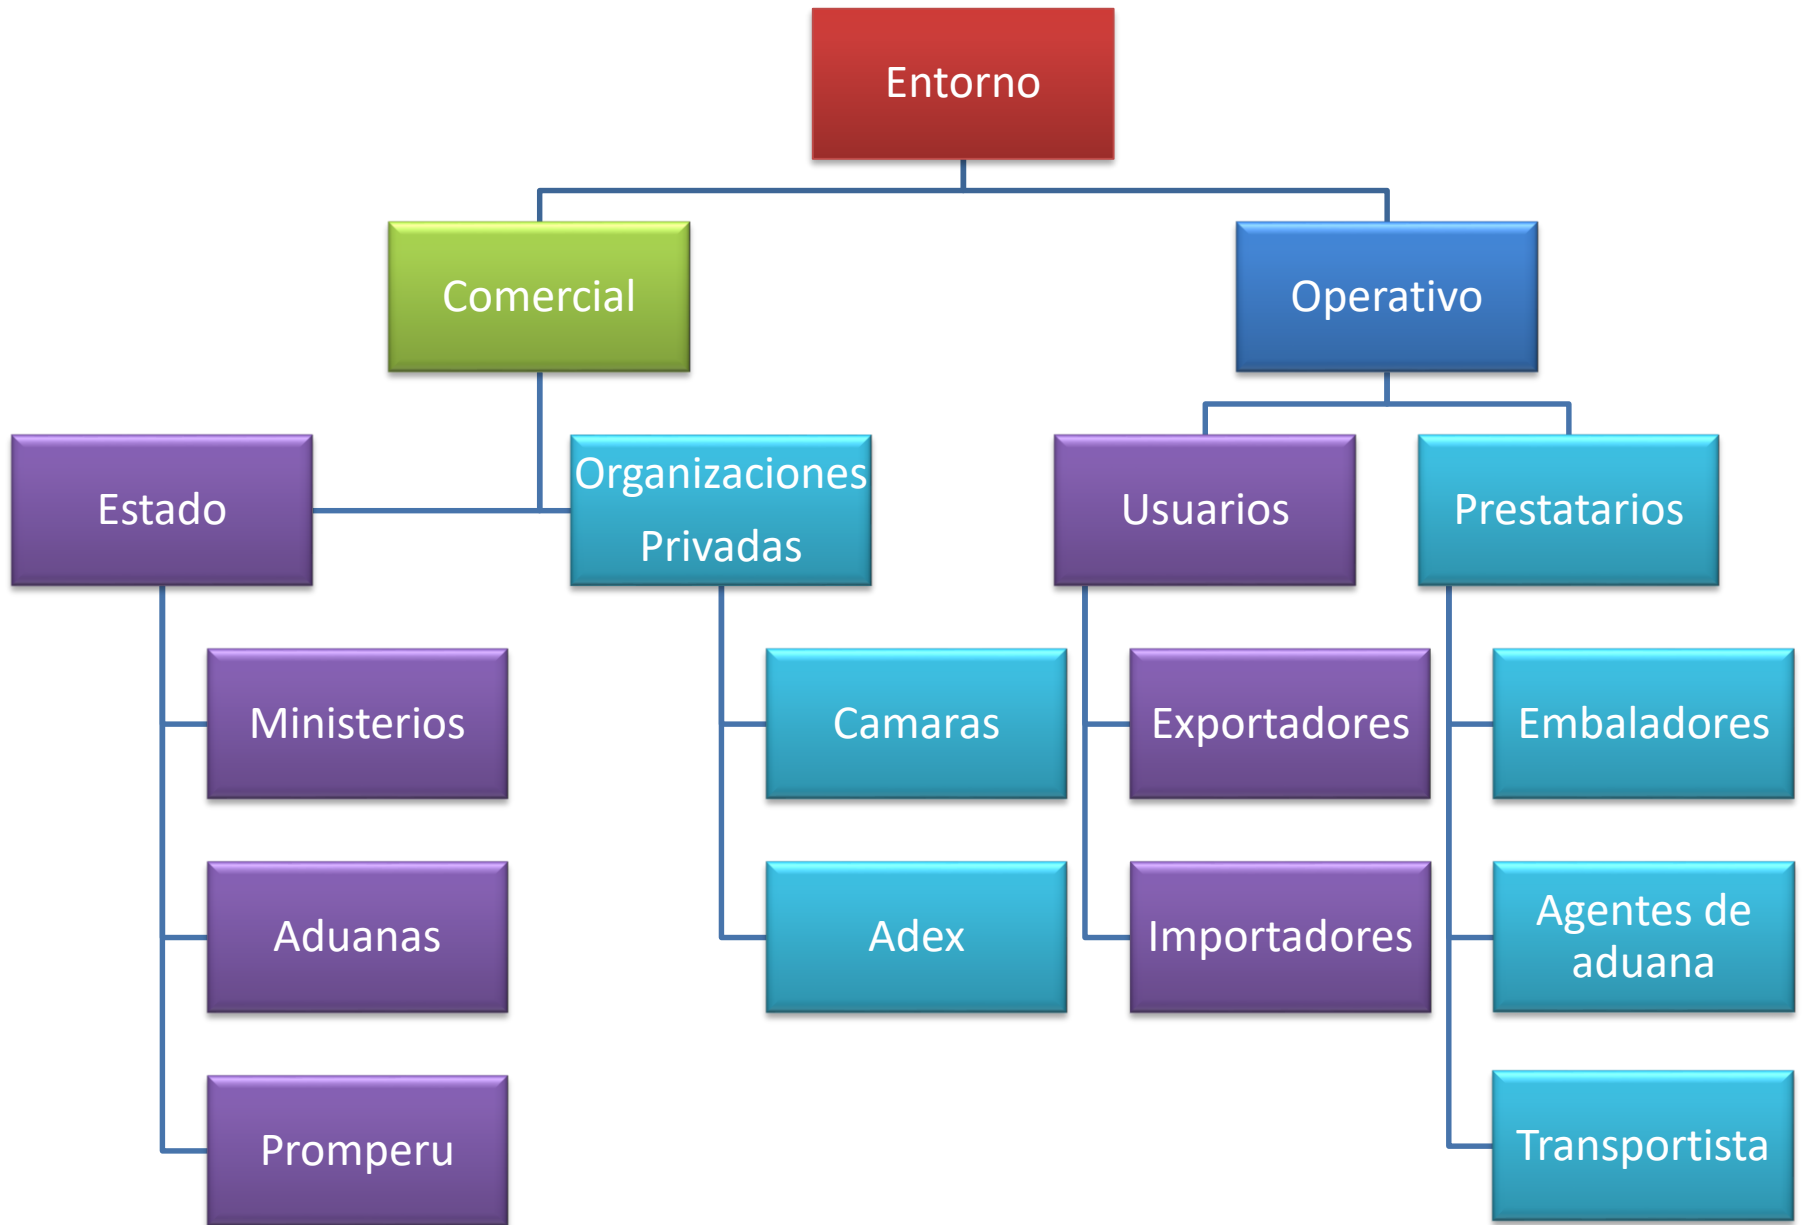 Entorno
Comercial
Operativo
Estado
Organizaciones
Privadas
Usuarios
Prestatarios
Ministerios
Camaras
Exportadores
Embaladores
Aduanas
Adex
Importadores
Agentes de
aduana
Promperu
Transportista